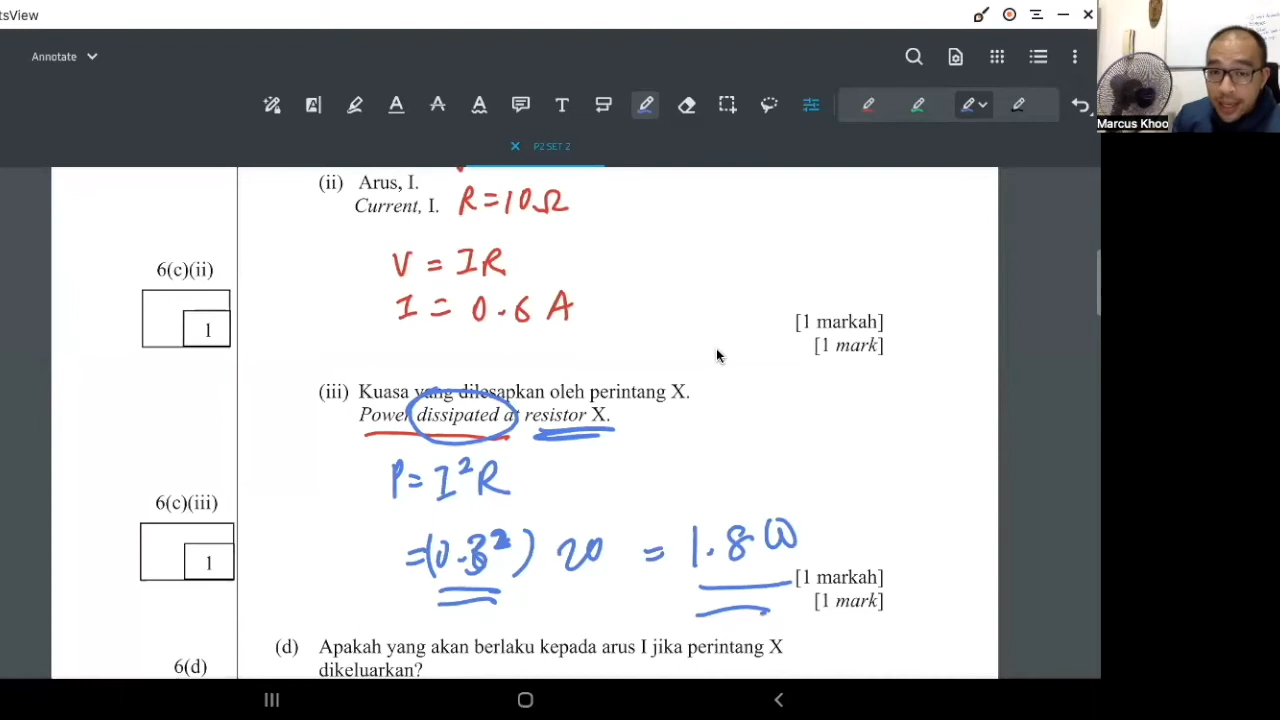 tsView
Annotate
Marcus Khoo
P2 SET 2
(ii) Arus, I.
Current, I. R = 10 Ω
6(c)(ii)
V = IR
1
I = 0.6 A
[1 markah]
[1 mark]
(iii) Kuasa yang dilesapkan oleh perintang X.
Power dissipated at resistor X.
P = I²R
6(c)(iii)
= (0.3²) 20 = 1.8 W
1
[1 markah]
[1 mark]
(d) Apakah yang akan berlaku kepada arus I jika perintang X
6(d)
dikeluarkan?